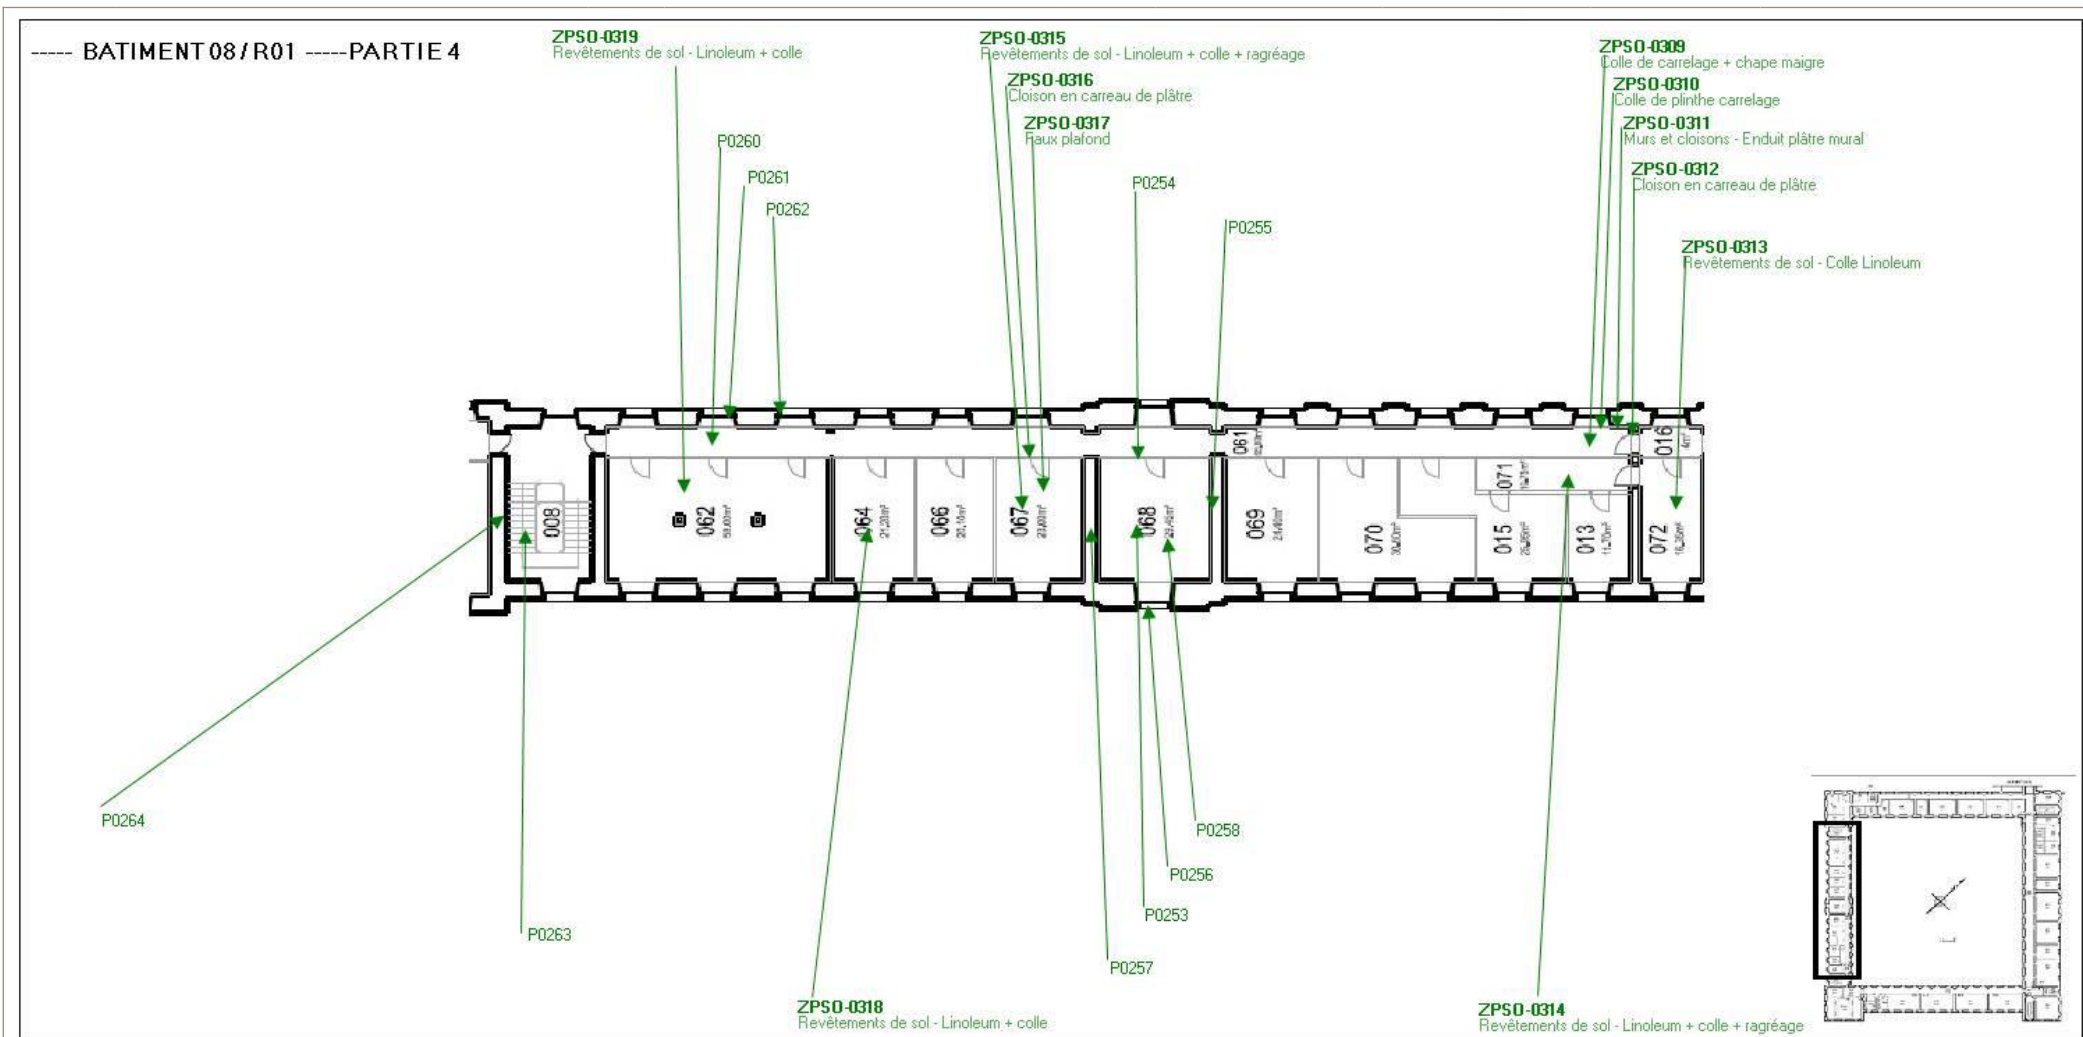 ----- BATIMENT 08 / R01 -----PARTIE 4
ZPSO-0319
Revêtements de sol - Linoleum + colle
ZPSO-0315
Revêtements de sol - Linoleum + colle + ragréage
ZPSO-0316
Cloison en carreau de plâtre
ZPSO-0317
Faux plafond
ZPSO-0309
Colle de carrelage + chape maigre
ZPSO-0310
Colle de plinthe carrelage
ZPSO-0311
Murs et cloisons - Enduit plâtre mural
ZPSO-0312
Cloison en carreau de plâtre
ZPSO-0313
Revêtements de sol - Colle Linoleum
P0260
P0261
P0262
P0254
P0255
008
062
064
066
067
068
061
069
070
071
015
013
016
4m²
072
P0264
P0263
P0258
P0256
P0253
P0257
ZPSO-0318
Revêtements de sol - Linoleum + colle
ZPSO-0314
Revêtements de sol - Linoleum + colle + ragréage